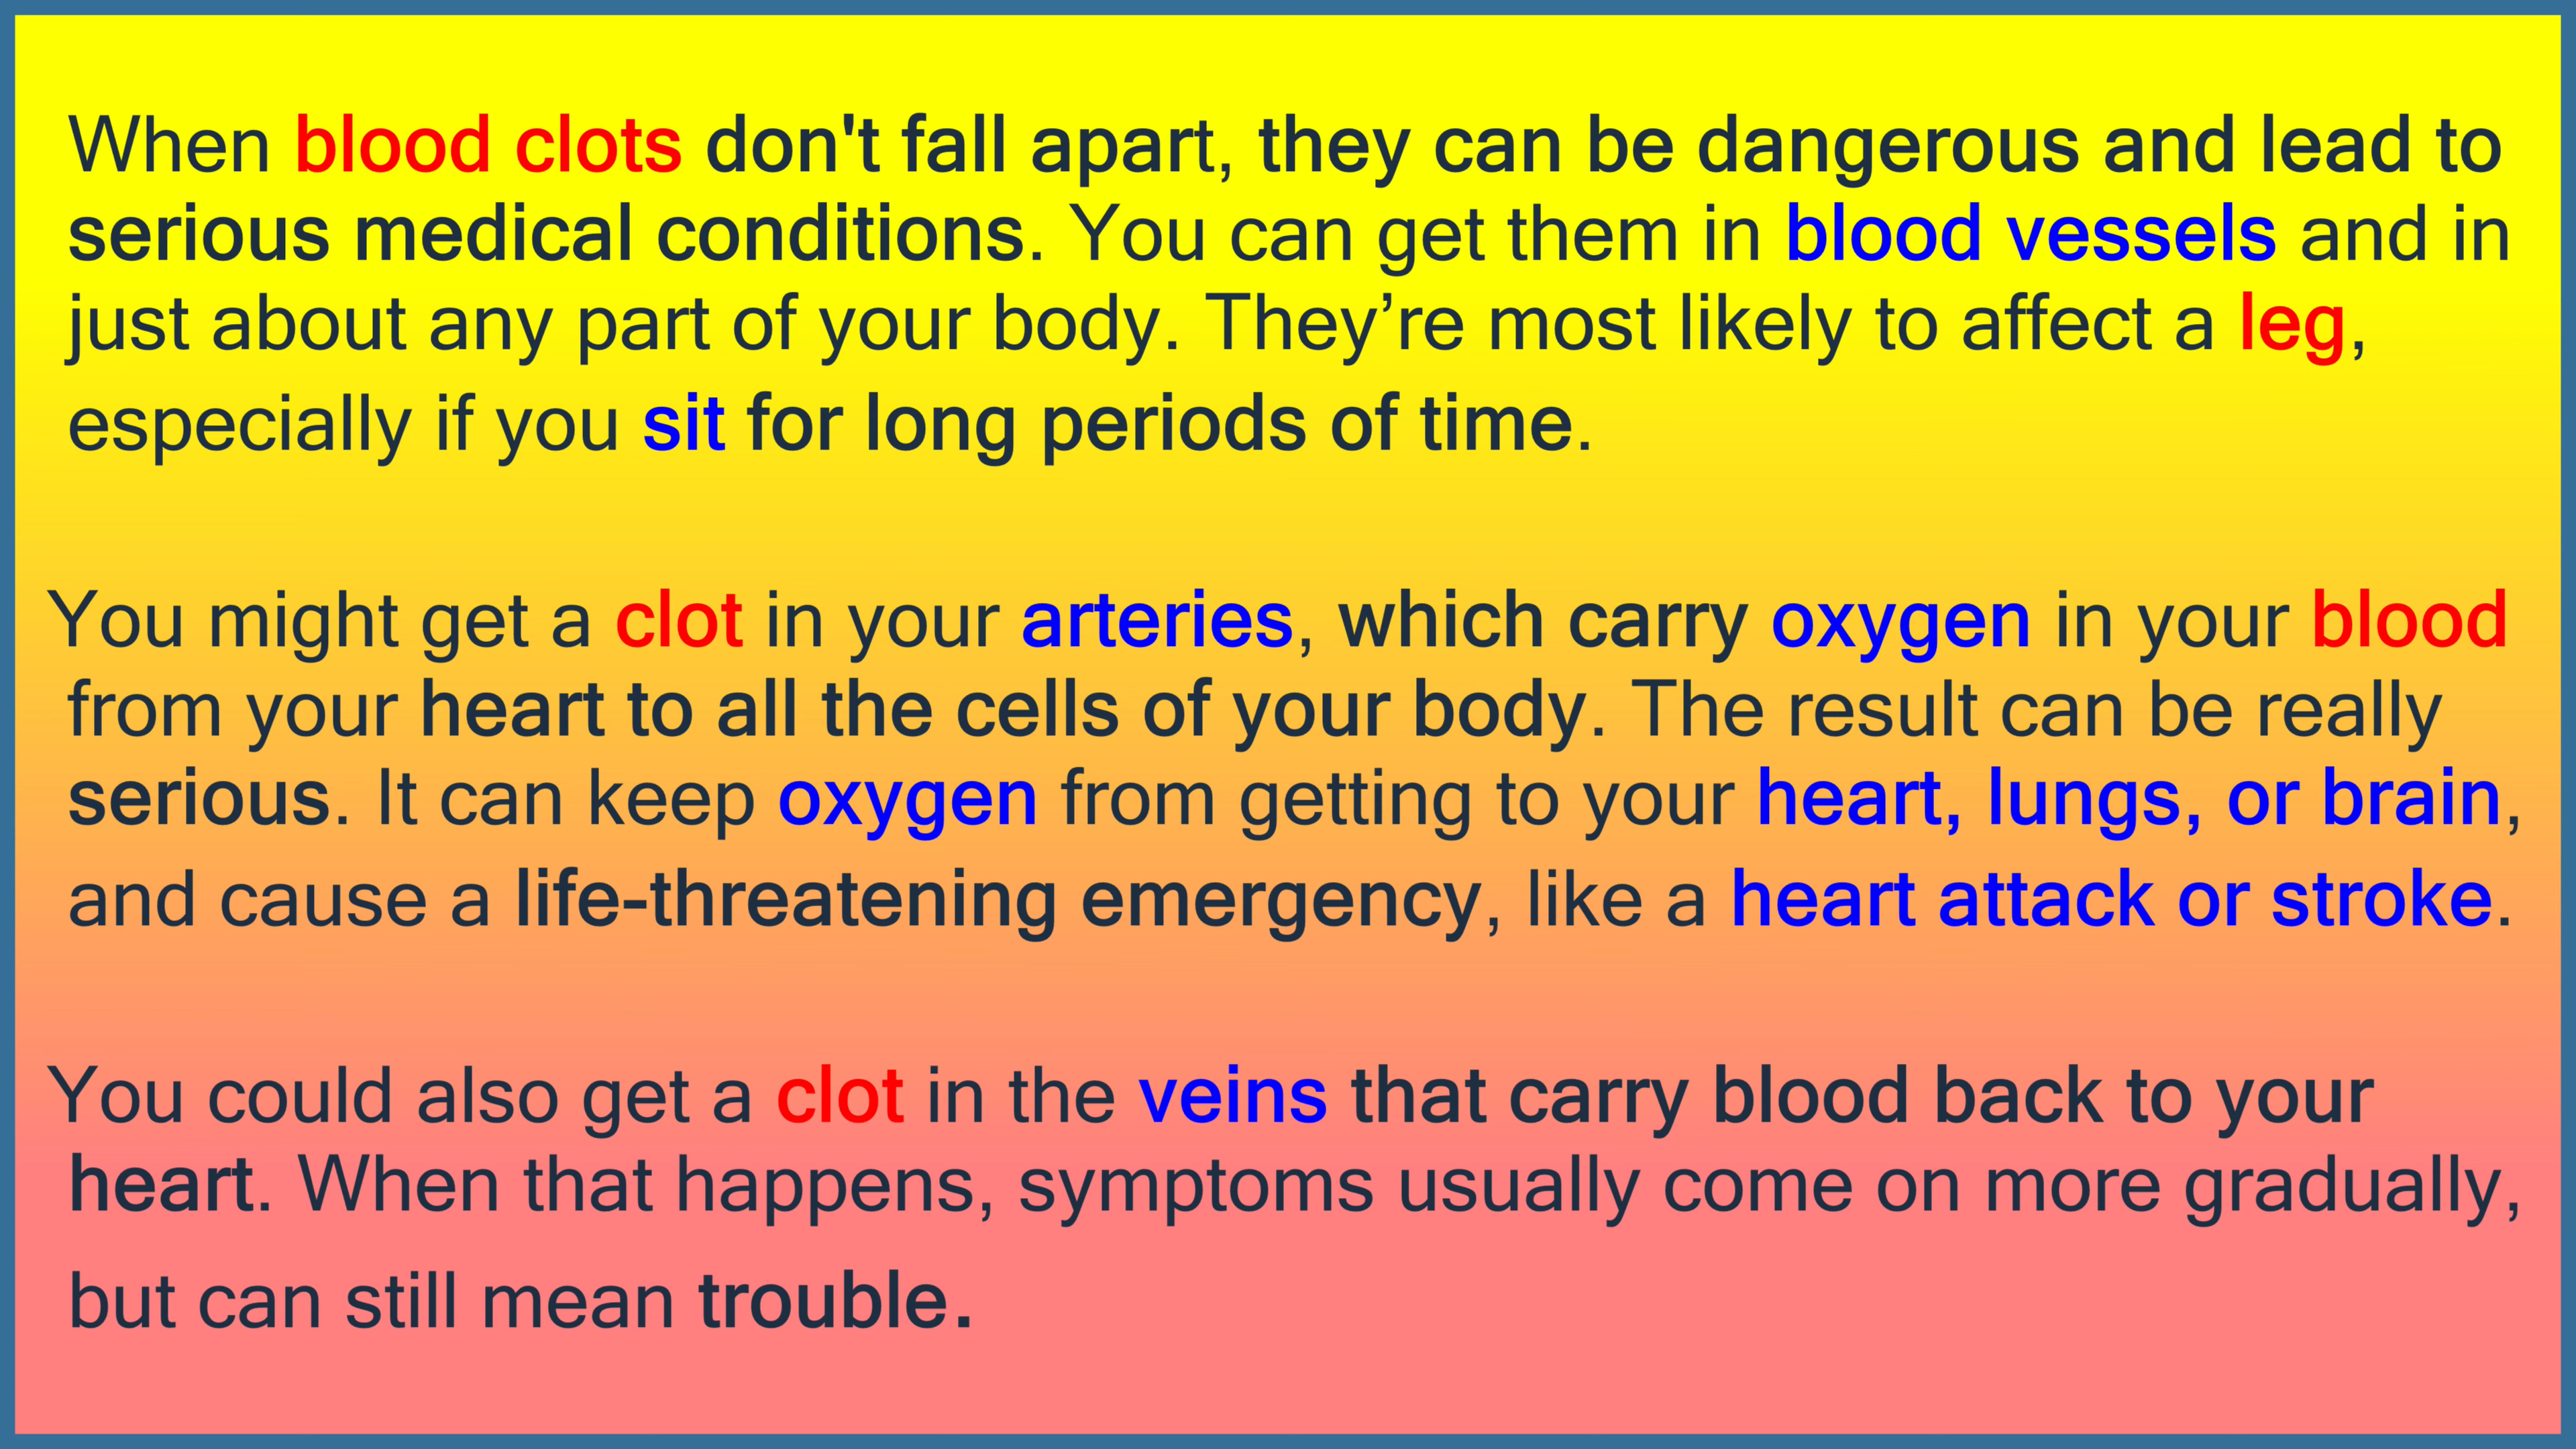 When blood clots don't fall apart, they can be dangerous and lead to
serious medical conditions. You can get them in blood vessels and in
just about any part of your body. They’re most likely to affect a leg,
especially if you sit for long periods of time.
You might get a clot in your arteries, which carry oxygen in your blood
from your heart to all the cells of your body. The result can be really
serious. It can keep oxygen from getting to your heart, lungs, or brain,
and cause a life-threatening emergency, like a heart attack or stroke.
You could also get a clot in the veins that carry blood back to your
heart. When that happens, symptoms usually come on more gradually,
but can still mean trouble.